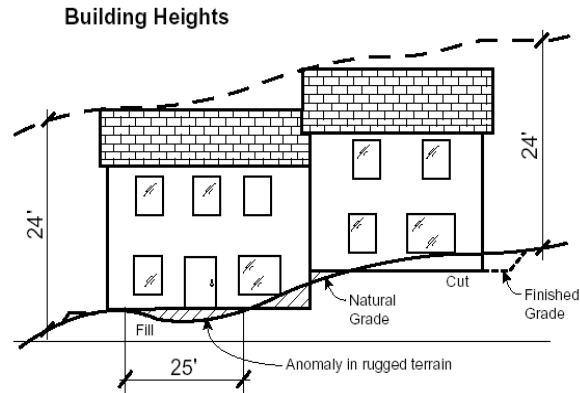 Building Heights
24'
24'
Natural
Grade
Cut
Finished
Grade
Fill
Anomaly in rugged terrain
25'